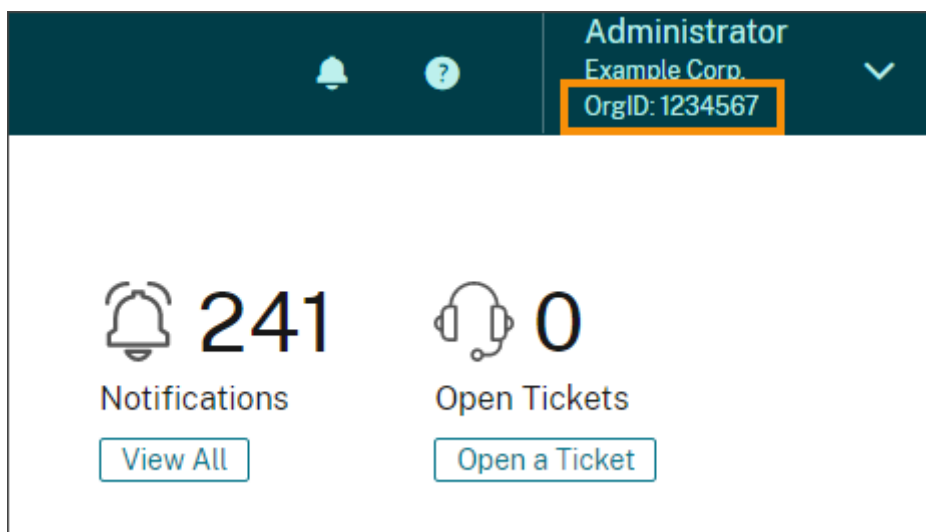 Administrator
Example Corp.
OrgID: 1234567
241
Notifications
View All
0
Open Tickets
Open a Ticket